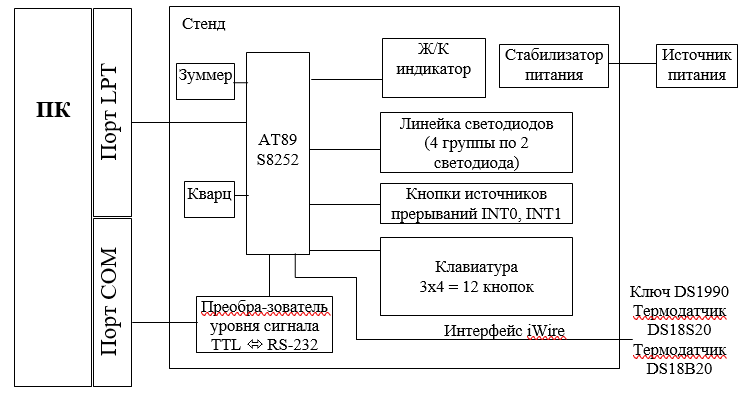 ПК
Порт LPT
Порт COM
Стенд
Зуммер
Кварц
AT89
S8252
Ж/К
индикатор
Стабилизатор
питания
Источник
питания
Линейка светодиодов
(4 группы по 2
светодиода)
Кнопки источников
прерываний INT0, INT1
Клавиатура
3x4 = 12 кнопок
Преобра-зователь
уровня сигнала
TTL ⇔ RS-232
Интерфейс iWire
Ключ DS1990
Термодатчик
DS18S20
Термодатчик
DS18B20